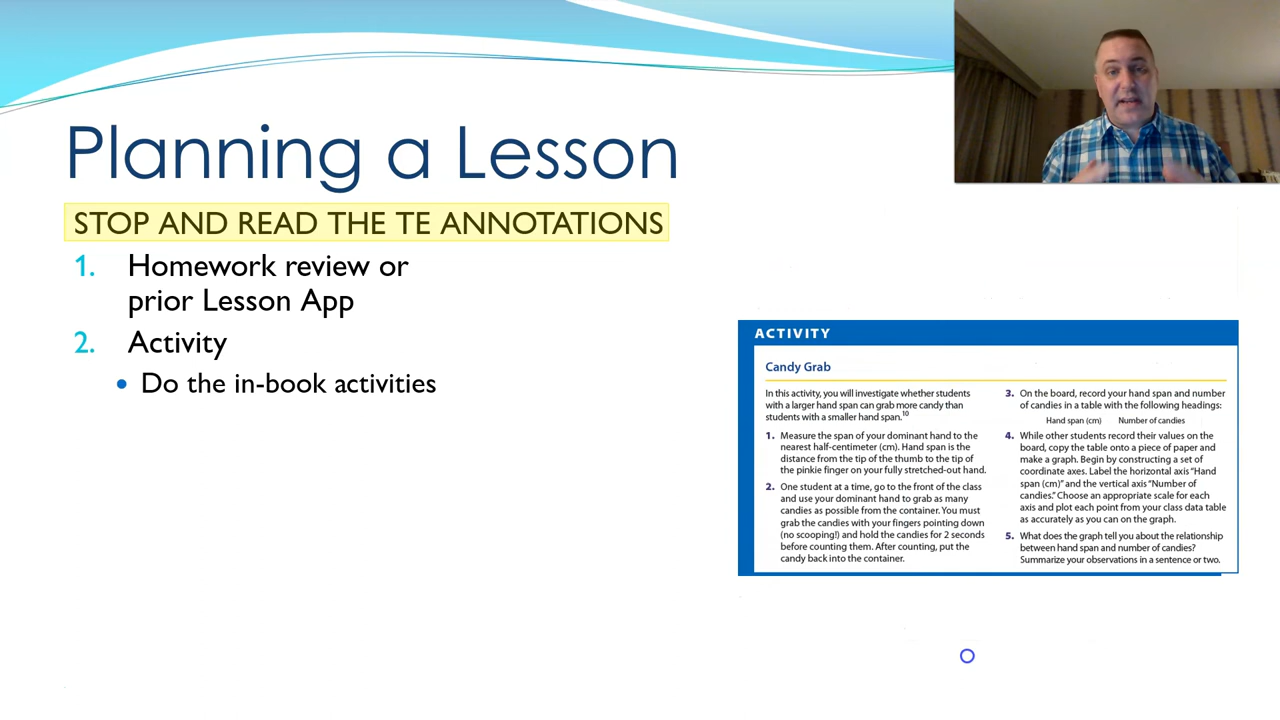 Planning a Lesson
STOP AND READ THE TE ANNOTATIONS
1. Homework review or
prior Lesson App
2. Activity
• Do the in-book activities
ACTIVITY
Candy Grab
In this activity, you will investigate whether students
with a larger hand span can grab more candy than
students with a smaller hand span.10
1. Measure the span of your dominant hand to the
nearest half-centimeter (cm). Hand span is the
distance from the tip of the thumb to the tip of
the pinkie finger on your fully stretched-out hand.
2. One student at a time, go to the front of the class
and use your dominant hand to grab as many
candies as possible from the container. You must
grab the candies with your fingers pointing down
(no scooping!) and hold the candies for 2 seconds
before counting them. After counting, put the
candy back into the container.
3. On the board, record your hand span and number
of candies in a table with the following headings:
Hand span (cm) Number of candies
4. While other students record their values on the
board, copy the table onto a piece of paper and
make a graph. Begin by constructing a set of
coordinate axes. Label the horizontal axis “Hand
span (cm)” and the vertical axis “Number of
candies.” Choose an appropriate scale for each
axis and plot each point from your class data table
as accurately as you can on the graph.
5. What does the graph tell you about the relationship
between hand span and number of candies?
Summarize your observations in a sentence or two.